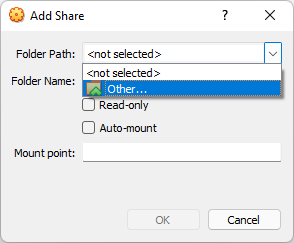 Add Share
?
Folder Path: <not selected>
<not selected>
Folder Name: Other...
Read-only
Auto-mount
Mount point:
OK Cancel